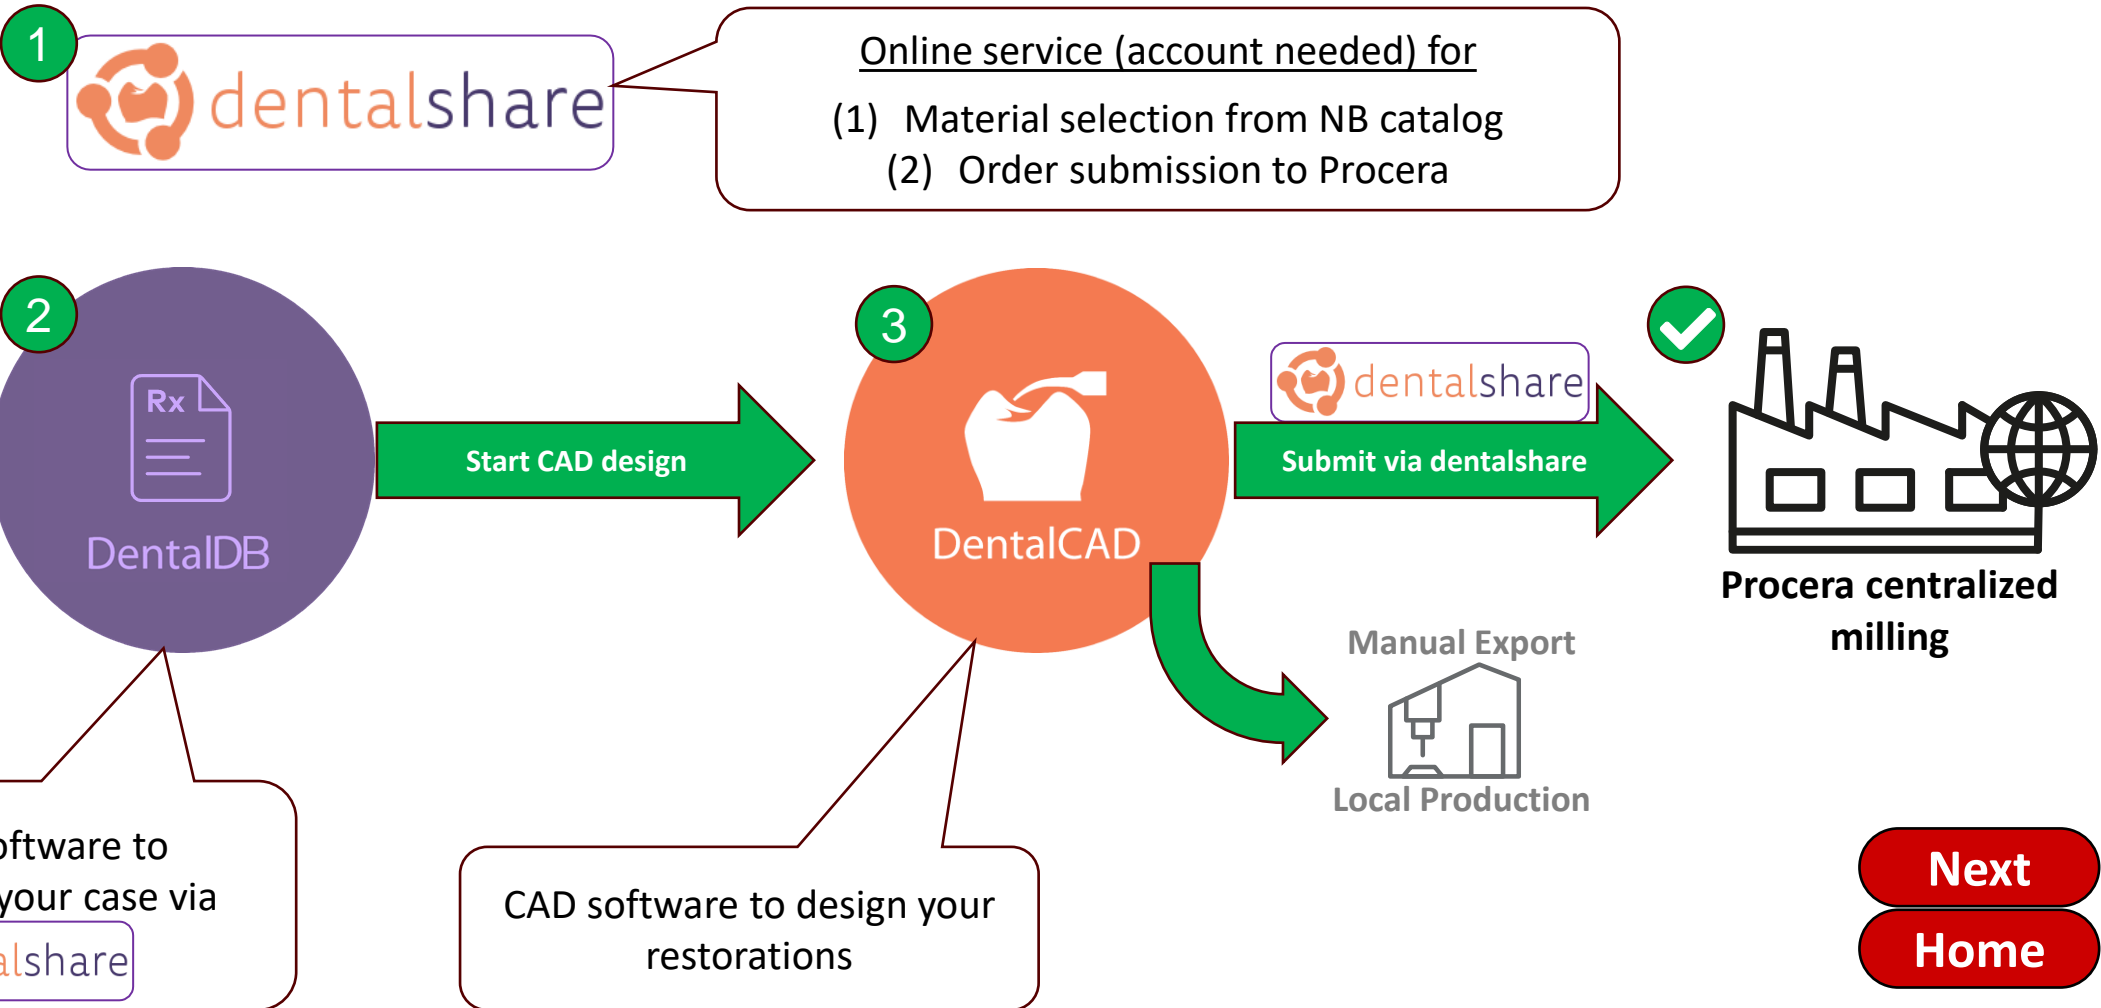 1
dentalshare
Online service (account needed) for
(1) Material selection from NB catalog
(2) Order submission to Procera
2
Rx
DentalDB
Start CAD design
3
DentalCAD
dentalshare
Submit via dentalshare
Procera centralized
milling
Manual Export
Local Production
to
your case via
CAD software to design your
restorations
Next
Home